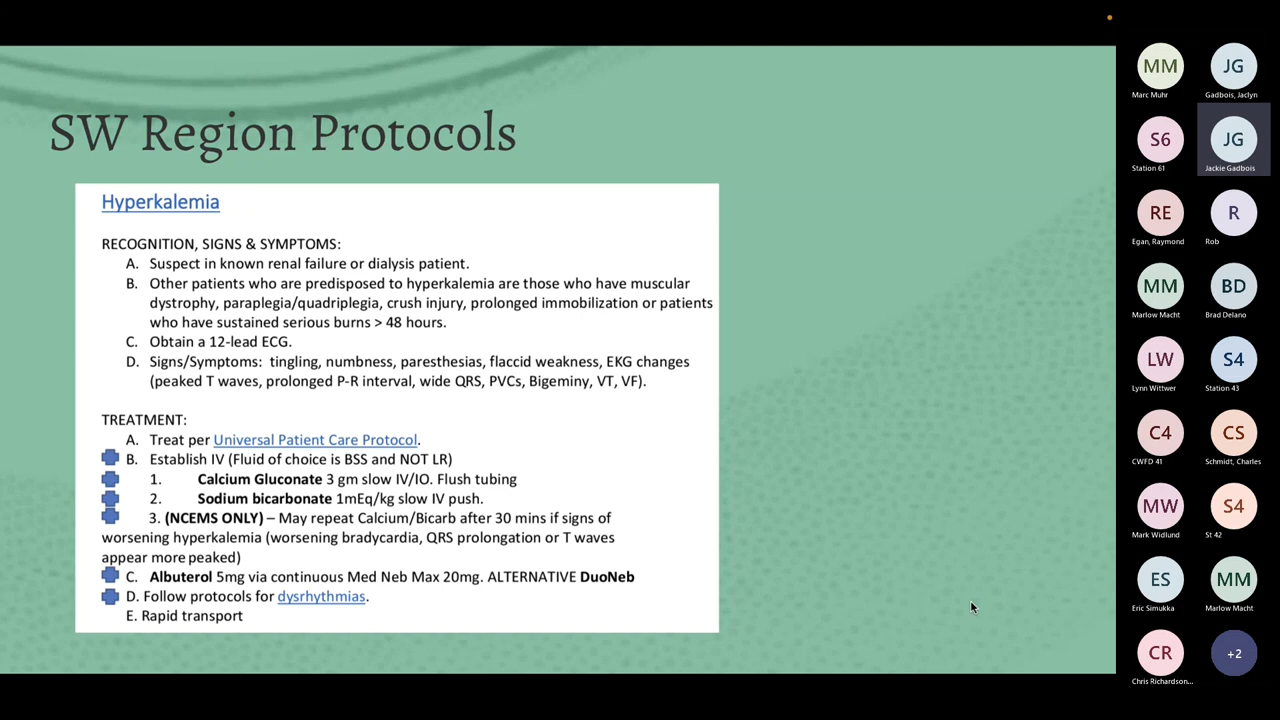 SW Region Protocols
Hyperkalemia
RECOGNITION, SIGNS & SYMPTOMS:
A. Suspect in known renal failure or dialysis patient.
B. Other patients who are predisposed to hyperkalemia are those who have muscular
dystrophy, paraplegia/quadriplegia, crush injury, prolonged immobilization or patients
who have sustained serious burns > 48 hours.
C. Obtain a 12-lead ECG.
D. Signs/Symptoms: tingling, numbness, paresthesias, flaccid weakness, EKG changes
(peaked T waves, prolonged P-R interval, wide QRS, PVCs, Bigeminy, VT, VF).
TREATMENT:
A. Treat per Universal Patient Care Protocol.
B. Establish IV (Fluid of choice is BSS and NOT LR)
1. Calcium Gluconate 3 gm slow IV/IO. Flush tubing
2. Sodium bicarbonate 1mEq/kg slow IV push.
3. (NCEMS ONLY) – May repeat Calcium/Bicarb after 30 mins if signs of
worsening hyperkalemia (worsening bradycardia, QRS prolongation or T waves
appear more peaked)
C. Albuterol 5mg via continuous Med Neb Max 20mg. ALTERNATIVE DuoNeb
D. Follow protocols for dysrhythmias.
E. Rapid transport
MM JG
Marc Muhr Gadbois, Jaclyn
S6 JG
Station 61 Jackie Gadbois
RE R
Egan, Raymond Rob
MM BD
Marlow Macht Brad Delano
LW S4
Lynn Wittwer Station 43
C4 CS
CWFD 41 Schmidt, Charles
MW S4
Mark Widlund St 42
ES MM
Eric Simukka Marlow Macht
CR +2
Chris Richardson...